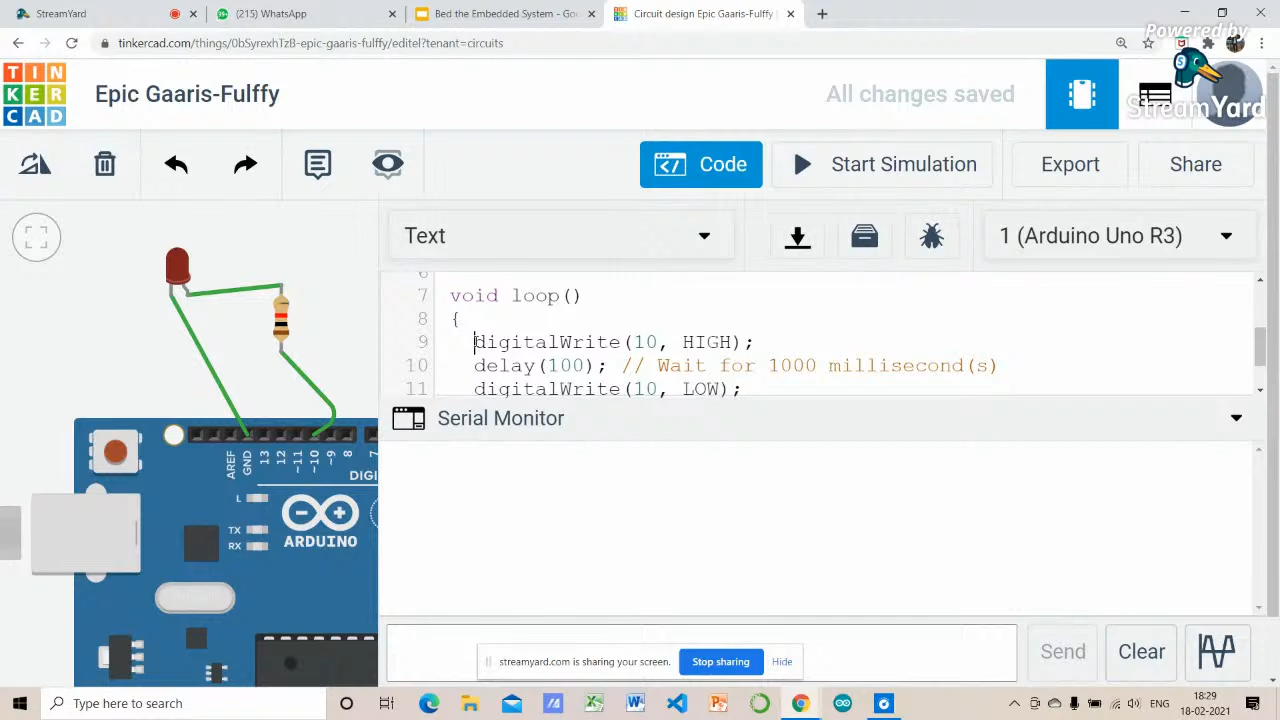 StreamYard
(215) WhatsApp
Bed the Embedded System - Goo
Circuit design Epic Gaaris-Fulffy
Powered by
tinkercad.com/things/0bSyrexhTzB-epic-gaaris-fulffy/editel?tenant=circuits
TIN
KER
CAD
Epic Gaaris-Fulffy
All changes saved
StreamYard
Code
Start Simulation
Export
Share
Text
1 (Arduino Uno R3)
6
7 void loop()
8 {
9 digitalWrite(10, HIGH);
10 delay(100); // Wait for 1000 millisecond(s)
11 digitalWrite(10, LOW);
Serial Monitor
AREF
GND
13
12
~11
~10
~9
8
7
DIGI
L
TX
RX
ARDUINO
streamyard.com is sharing your screen.
Stop sharing
Hide
Send
Clear
Type here to search
ENG
18:29
18-02-2021